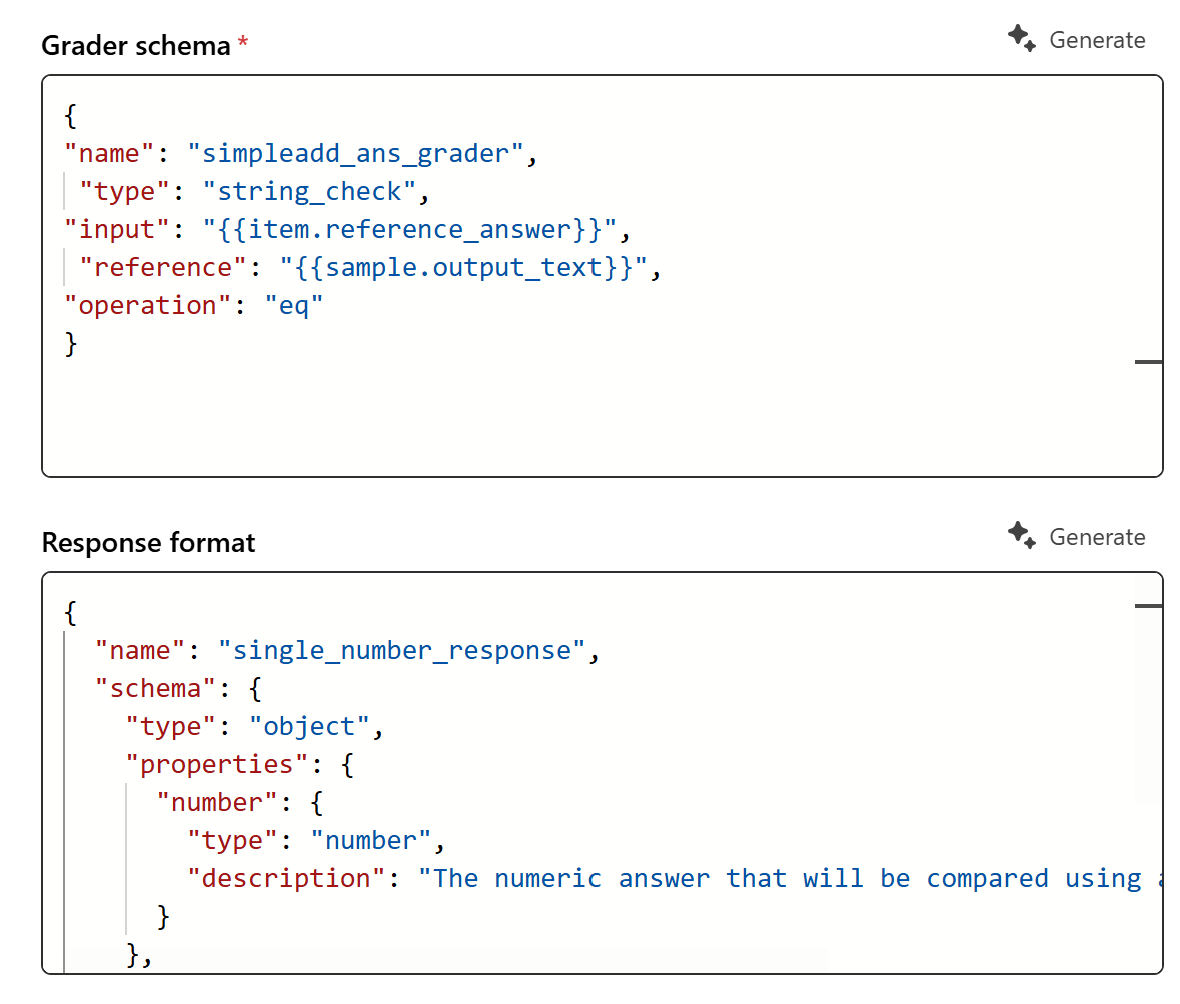 Grader schema *
Generate
{
"name": "simpleadd_ans_grader",
"type": "string_check",
"input": "{{item.reference_answer}}",
"reference": "{{sample.output_text}}",
"operation": "eq"
}
Response format
Generate
{
"name": "single_number_response",
"schema": {
"type": "object",
"properties": {
"number": {
"type": "number",
"description": "The numeric answer that will be compared using
}
},